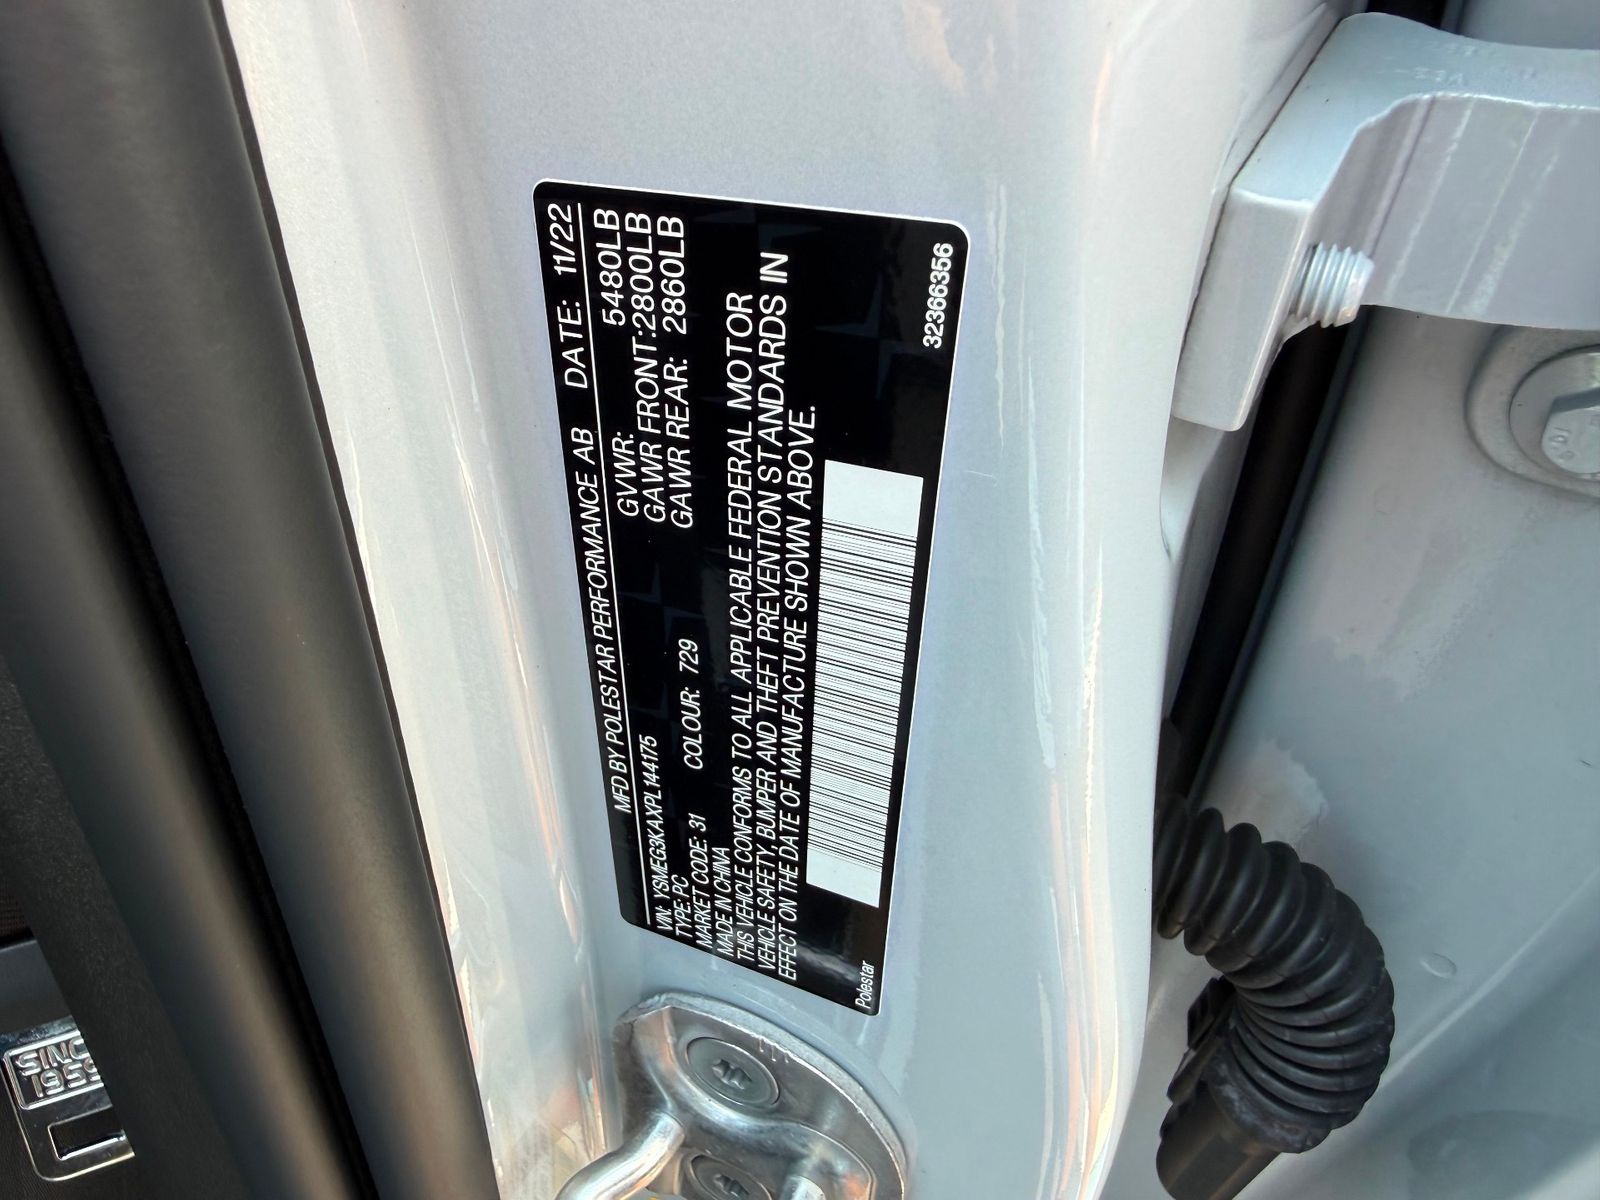 MFD BY POLESTAR PERFORMANCE AB DATE: 11/22
VIN: YSMEG3KAXPL144175 GVWR: 5480LB
TYPE: PC GAWR FRONT:2800LB
MARKET CODE: 31 COLOUR: 729 GAWR REAR: 2860LB
MADE IN CHINA
THIS VEHICLE CONFORMS TO ALL APPLICABLE FEDERAL MOTOR
VEHICLE SAFETY, BUMPER AND THEFT PREVENTION STANDARDS IN
EFFECT ON THE DATE OF MANUFACTURE SHOWN ABOVE.
Polestar 32366356
1959